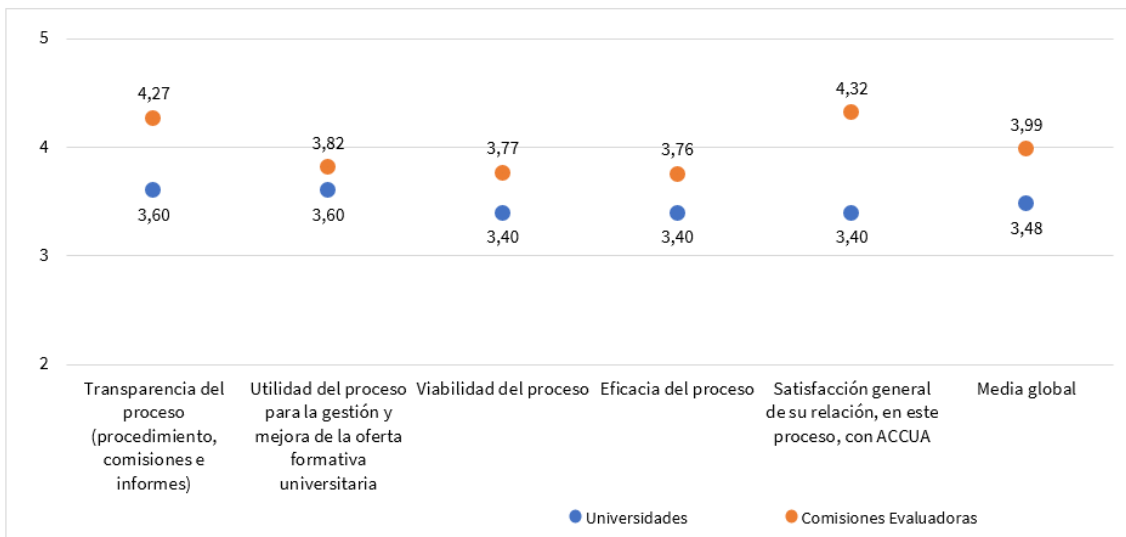 5
4,27
4,32
3,99
3,82
3,77
3,76
4
3,60
3,60
3,40
3,40
3,40
3,48
3
2
Transparencia del
proceso
(procedimiento,
comisiones e
informes)
Utilidad del proceso
para la gestión y
mejora de la oferta
formativa
universitaria
Viabilidad del proceso
Eficacia del proceso
Satisfacción general
de su relación, en este
proceso, con ACCUA
Media global
Universidades
Comisiones Evaluadoras